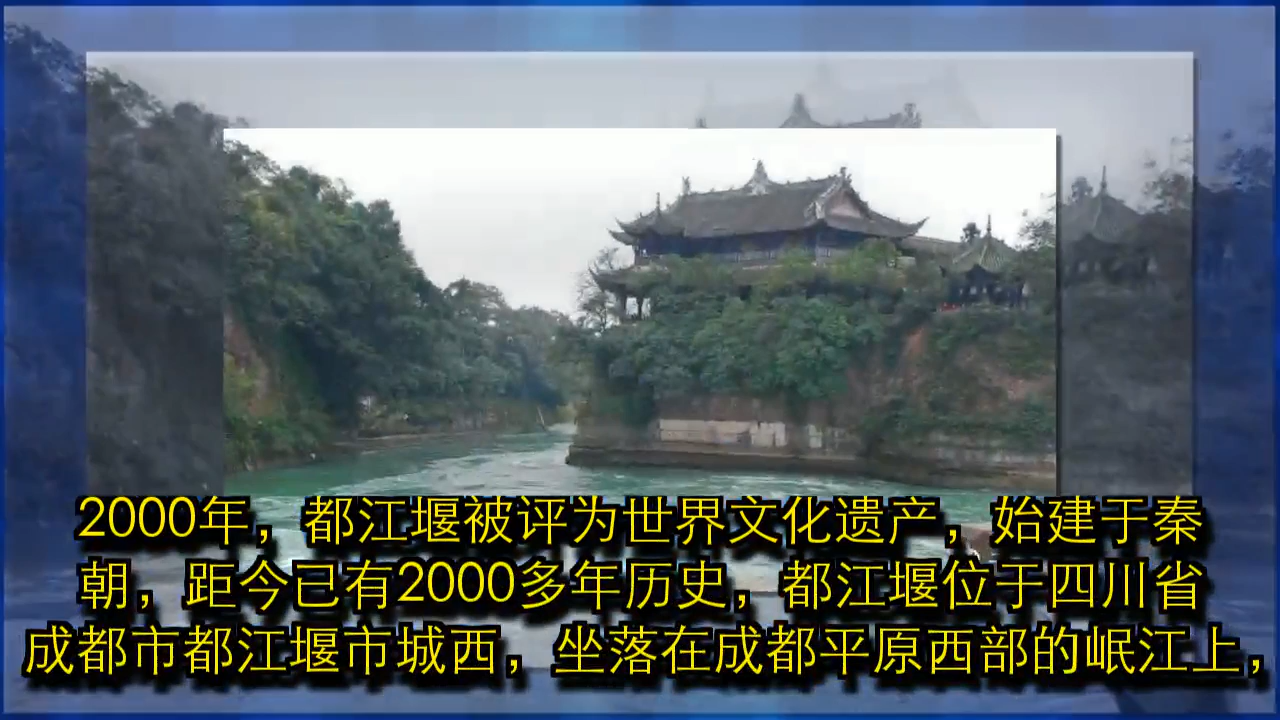 2000年，都江堰被评为世界文化遗产，始建于秦
朝，距今已有2000多年历史，都江堰位于四川省
成都市都江堰市城西，坐落在成都平原西部的岷江上，